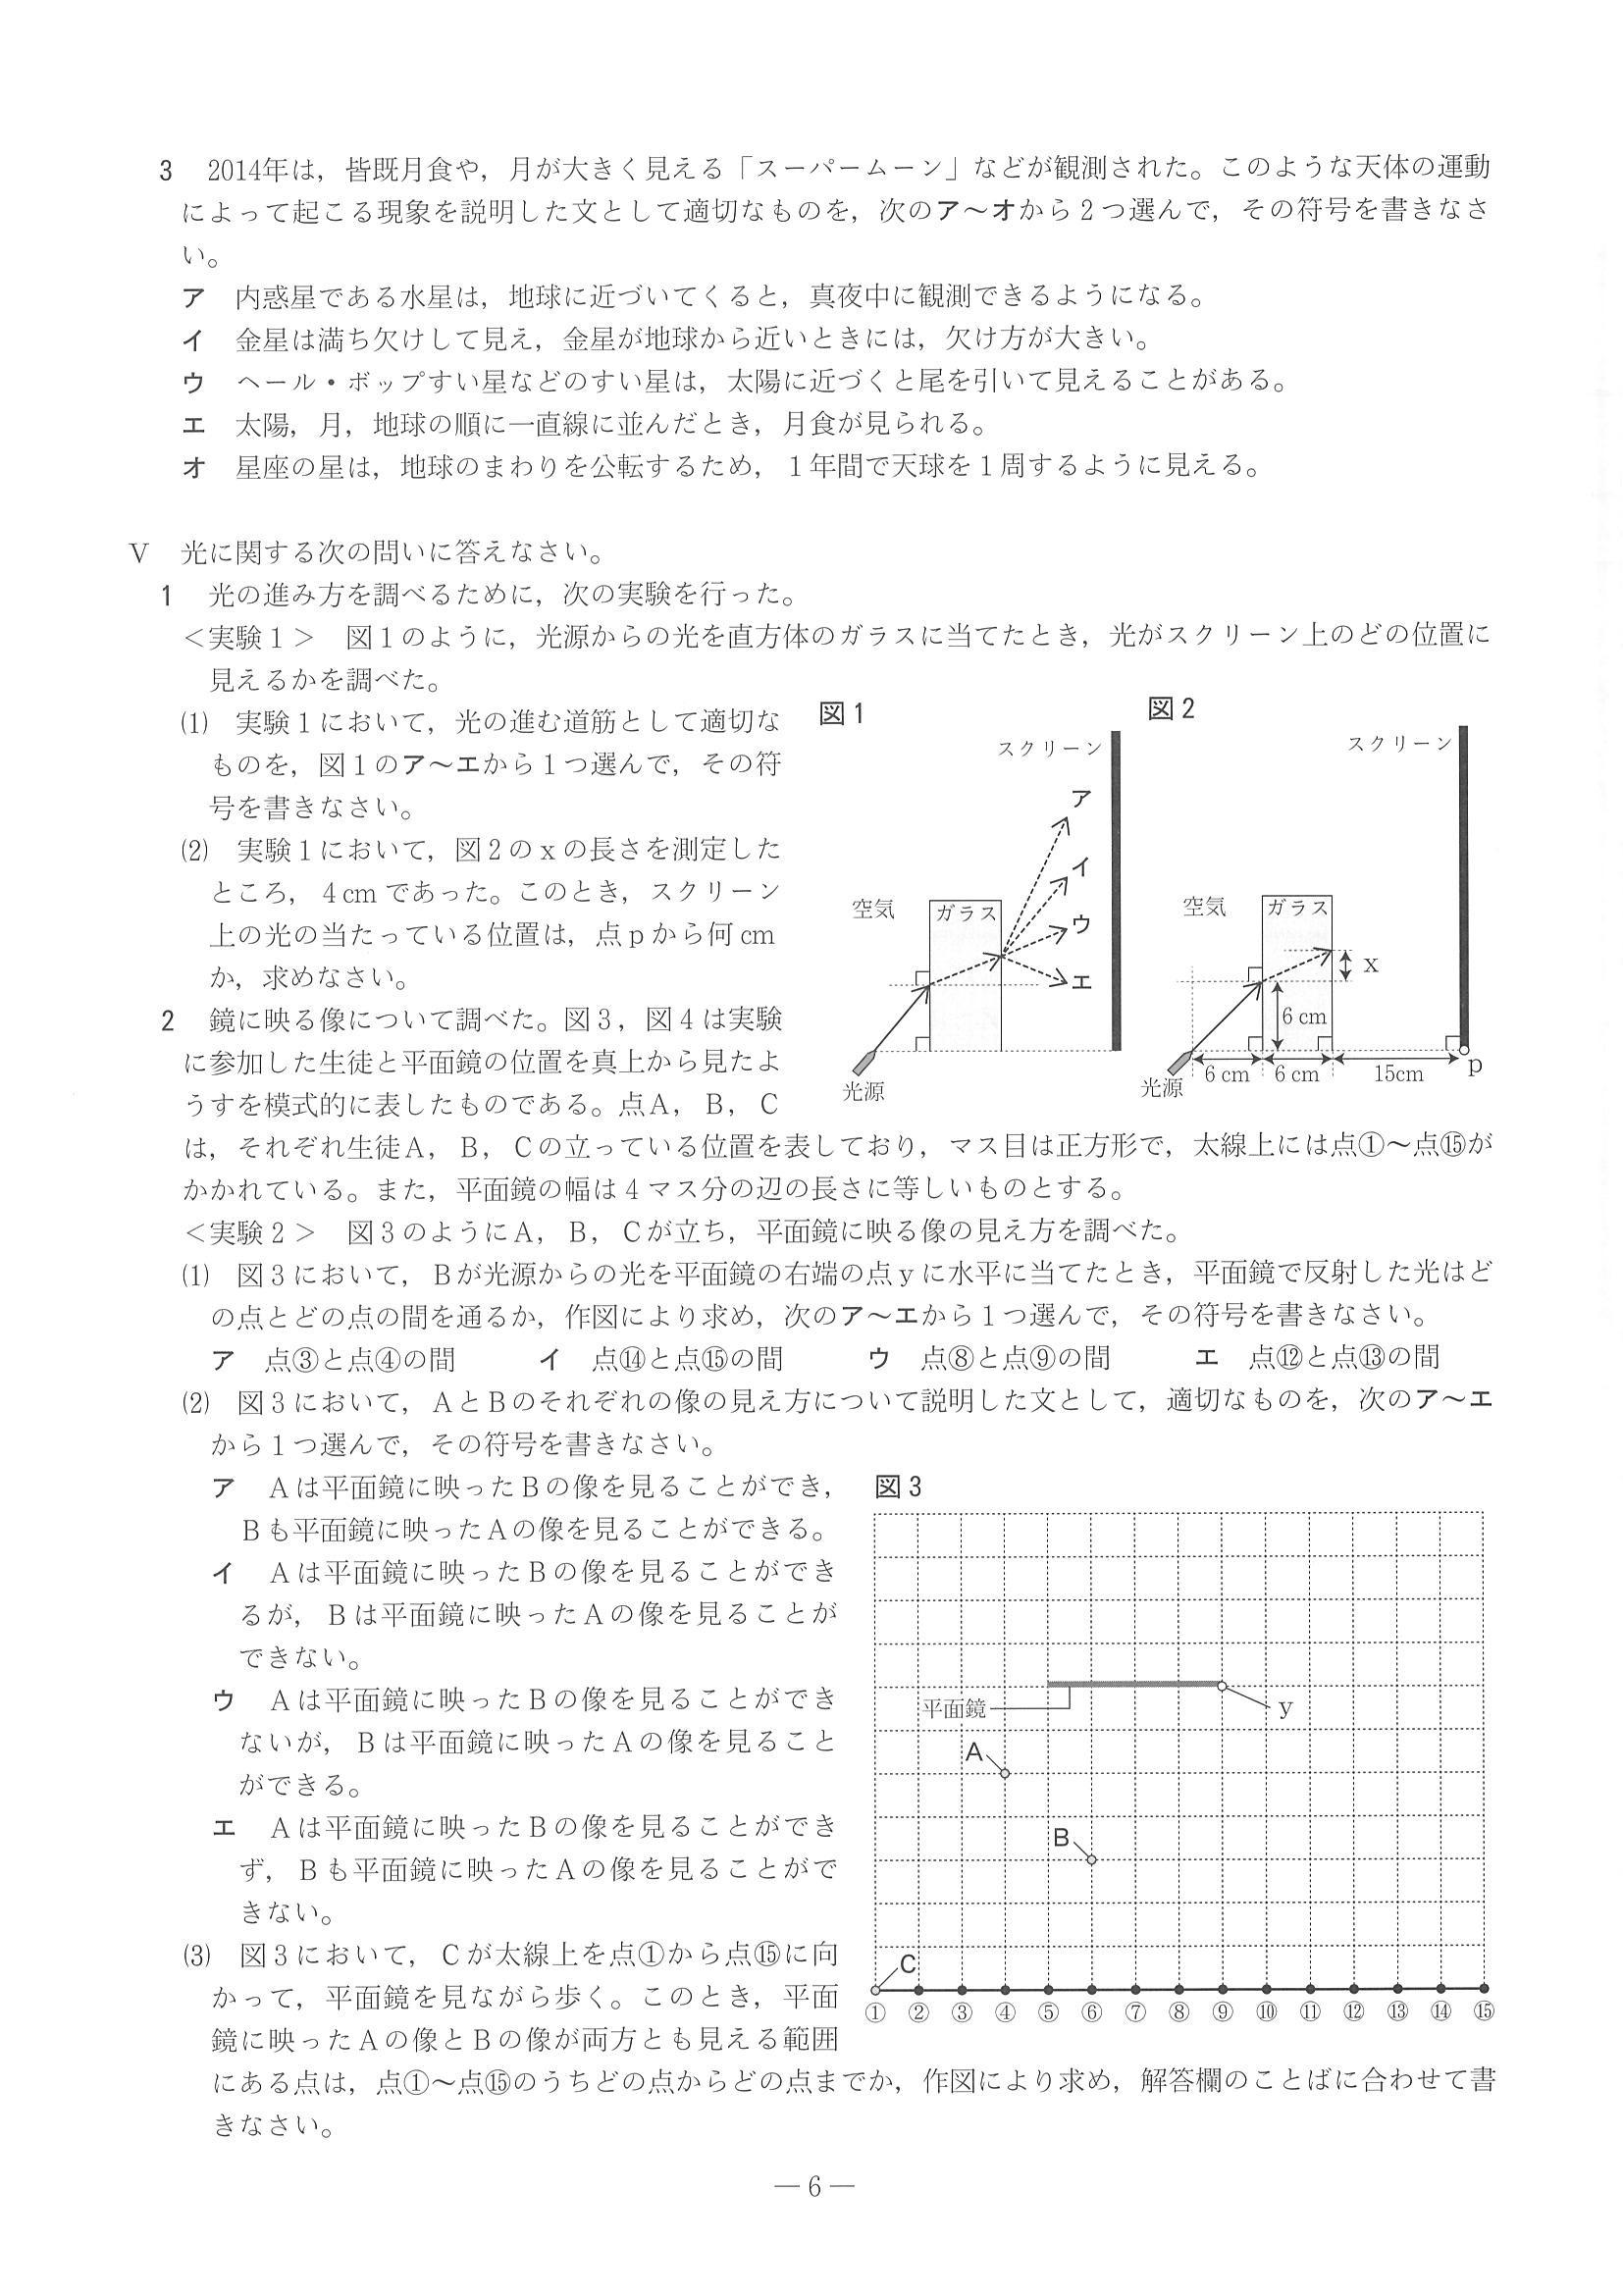 3　2014年は，皆既月食や，月が大きく見える「スーパームーン」などが観測された。このような天体の運動
によって起こる現象を説明した文として適切なものを，次のア～オから2つ選んで，その符号を書きなさ
い。
ア　内惑星である水星は，地球に近づいてくると，真夜中に観測できるようになる。
イ　金星は満ち欠けして見え，金星が地球から近いときには，欠け方が大きい。
ウ　ヘール・ボップすい星などのすい星は，太陽に近づくと尾を引いて見えることがある。
エ　太陽，月，地球の順に一直線に並んだとき，月食が見られる。
オ　星座の星は，地球のまわりを公転するため，1年間で天球を1周するように見える。
Ⅴ　光に関する次の問いに答えなさい。
1　光の進み方を調べるために，次の実験を行った。
＜実験1＞　図1のように，光源からの光を直方体のガラスに当てたとき，光がスクリーン上のどの位置に
見えるかを調べた。
⑴　実験1において，光の進む道筋として適切な
ものを，図1のア～エから1つ選んで，その符
号を書きなさい。
⑵　実験1において，図2のxの長さを測定した
ところ，4cmであった。このとき，スクリーン
上の光の当たっている位置は，点pから何cm
か，求めなさい。
図1
スクリーン
ア
イ
ウ
エ
空気
ガラス
光源
図2
スクリーン
空気
ガラス
x
6cm
6cm
6cm
15cm
p
光源
2　鏡に映る像について調べた。図3，図4は実験
に参加した生徒と平面鏡の位置を真上から見たよ
うすを模式的に表したものである。点A，B，C
は，それぞれ生徒A，B，Cの立っている位置を表しており，マス目は正方形で，太線上には点①～点⑮が
かかれている。また，平面鏡の幅は4マス分の辺の長さに等しいものとする。
＜実験2＞　図3のようにA，B，Cが立ち，平面鏡に映る像の見え方を調べた。
⑴　図3において，Bが光源からの光を平面鏡の右端の点yに水平に当てたとき，平面鏡で反射した光はど
の点とどの点の間を通るか，作図により求め，次のア～エから1つ選んで，その符号を書きなさい。
ア　点③と点④の間　　イ　点⑭と点⑮の間　　ウ　点⑧と点⑨の間　　エ　点⑫と点⑬の間
⑵　図3において，AとBのそれぞれの像の見え方について説明した文として，適切なものを，次のア～エ
から1つ選んで，その符号を書きなさい。
ア　Aは平面鏡に映ったBの像を見ることができ，
Bも平面鏡に映ったAの像を見ることができる。
イ　Aは平面鏡に映ったBの像を見ることができ
るが，Bは平面鏡に映ったAの像を見ることが
できない。
ウ　Aは平面鏡に映ったBの像を見ることができ
ないが，Bは平面鏡に映ったAの像を見ること
ができる。
エ　Aは平面鏡に映ったBの像を見ることができ
ず，Bも平面鏡に映ったAの像を見ることがで
きない。
図3
平面鏡
y
A
B
C
① ② ③ ④ ⑤ ⑥ ⑦ ⑧ ⑨ ⑩ ⑪ ⑫ ⑬ ⑭ ⑮
⑶　図3において，Cが太線上を点①から点⑮に向
かって，平面鏡を見ながら歩く。このとき，平面
鏡に映ったAの像とBの像が両方とも見える範囲
にある点は，点①～点⑮のうちどの点からどの点までか，作図により求め，解答欄のことばに合わせて書
きなさい。
— 6 —